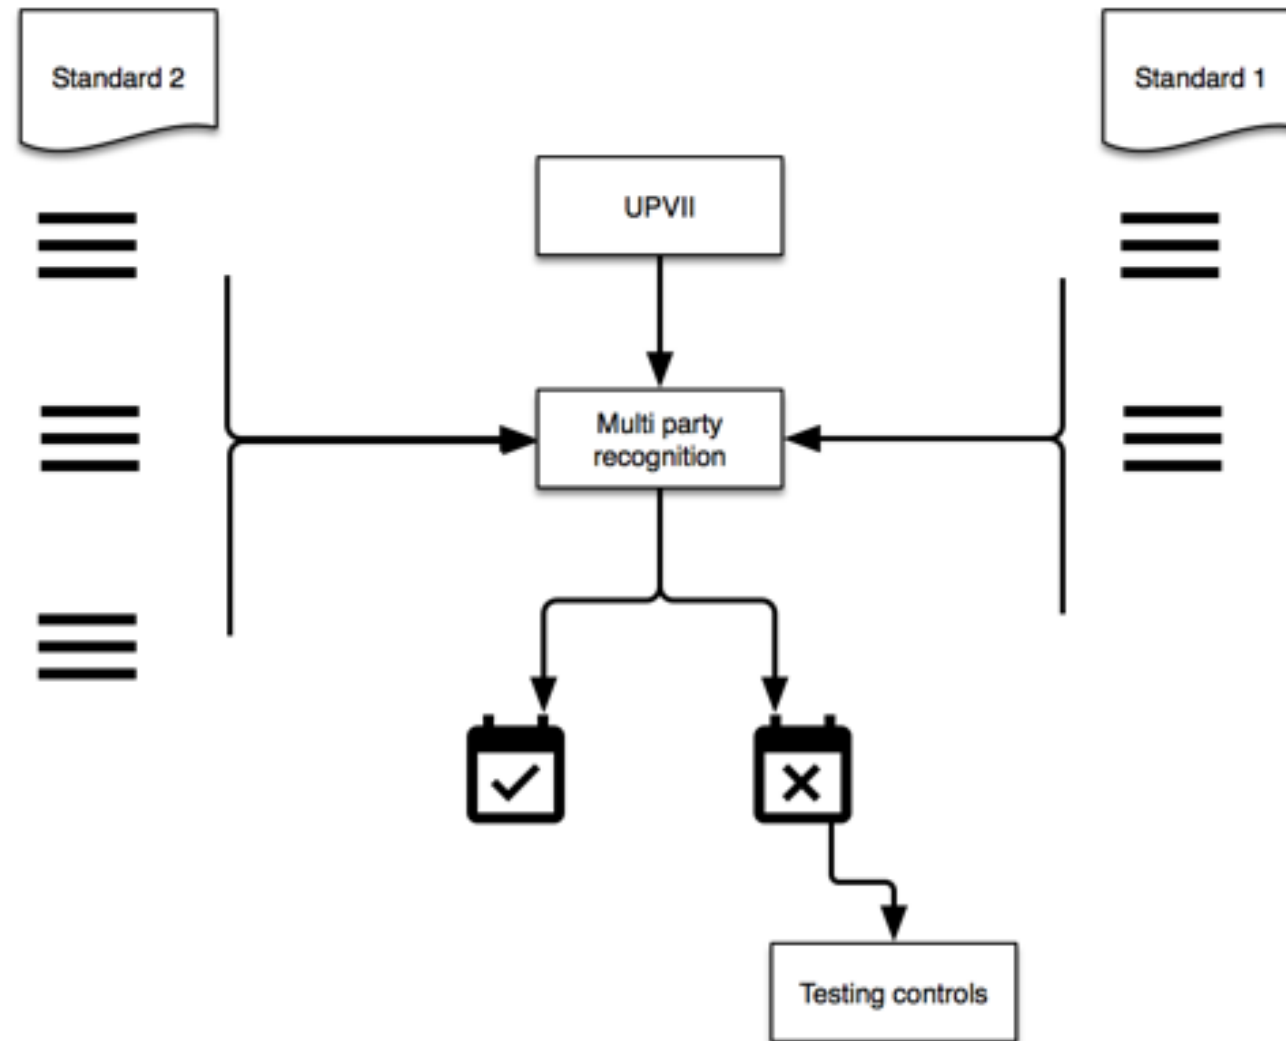 Standard 2
Standard 1
UPVII
Multi party
recognition
Testing controls